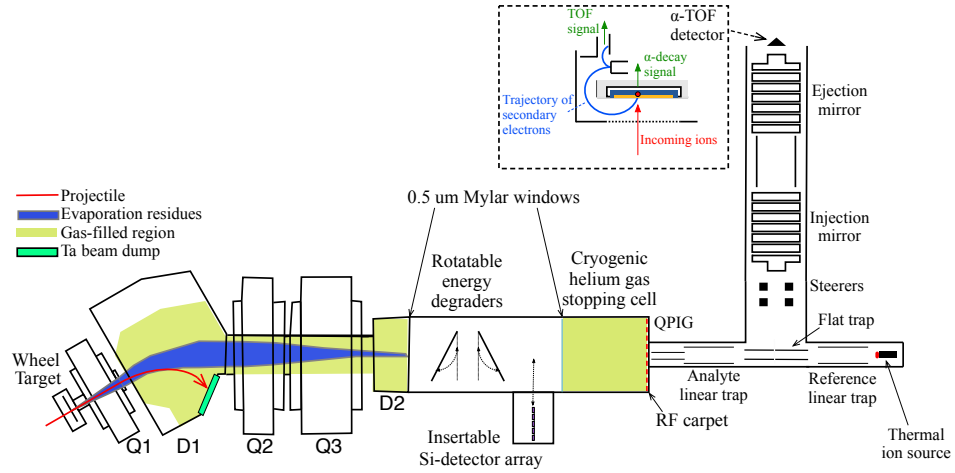 TOF
signal
α-decay
signal
Trajectory of
secondary
electrons
Incoming ions
α-TOF
detector
Ejection
mirror
Injection
mirror
Steerers
Flat trap
Projectile
Evaporation residues
Gas-filled region
Ta beam dump
0.5 um Mylar windows
Rotatable
energy
degraders
Cryogenic
helium gas
stopping cell
QPIG
Wheel
Target
Q1
D1
Q2
Q3
D2
Insertable
Si-detector array
RF carpet
Analyte
linear trap
Reference
linear trap
Thermal
ion source